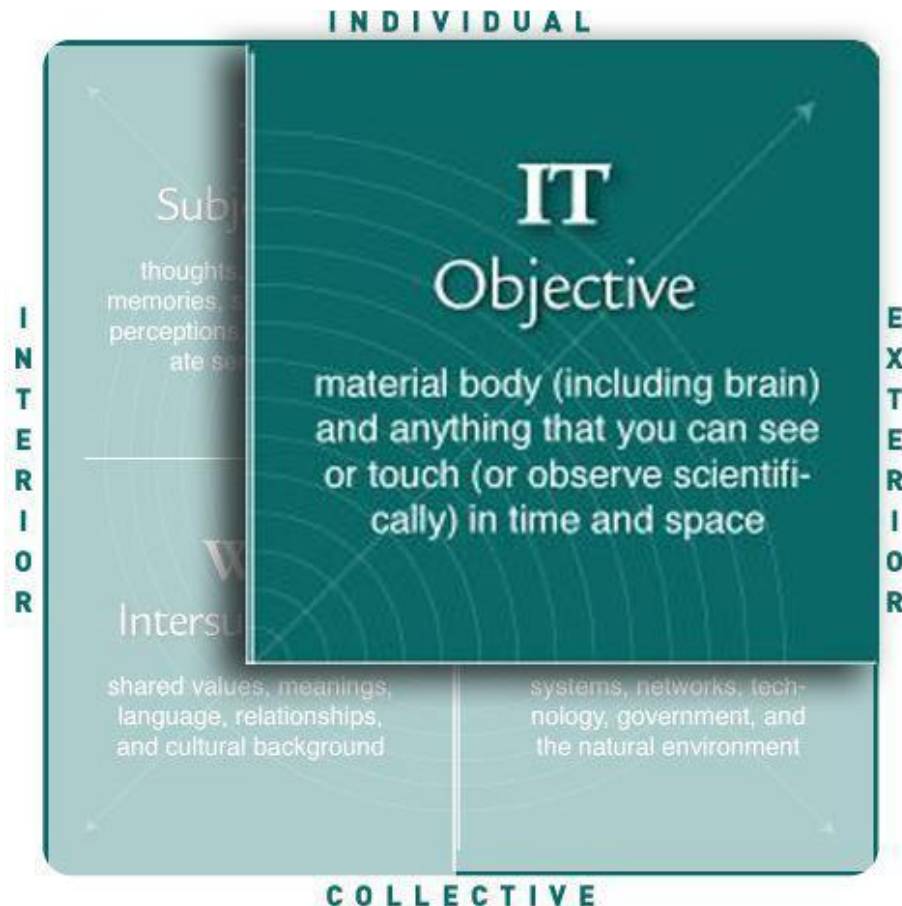 INDIVIDUAL
IT
Objective
material body (including brain)
and anything that you can see
or touch (or observe scientifi-
cally) in time and space
INTERIOR
EXTERIOR
shared values, meanings,
language, relationships,
and cultural background
systems, networks, tech-
nology, government, and
the natural environment
COLLECTIVE